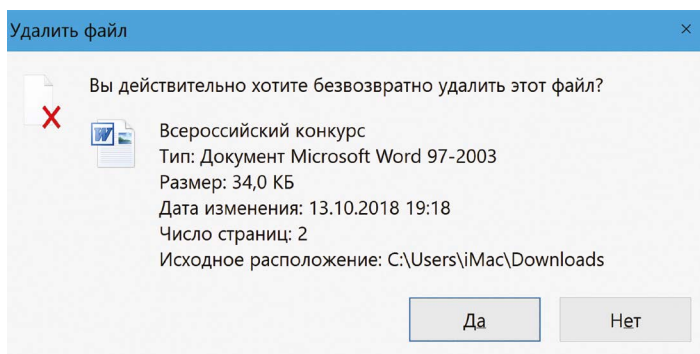 Удалить файл
Вы действительно хотите безвозвратно удалить этот файл?
Всероссийский конкурс
Тип: Документ Microsoft Word 97-2003
Размер: 34,0 КБ
Дата изменения: 13.10.2018 19:18
Число страниц: 2
Исходное расположение: C:\Users\iMac\Downloads
Да
Нет